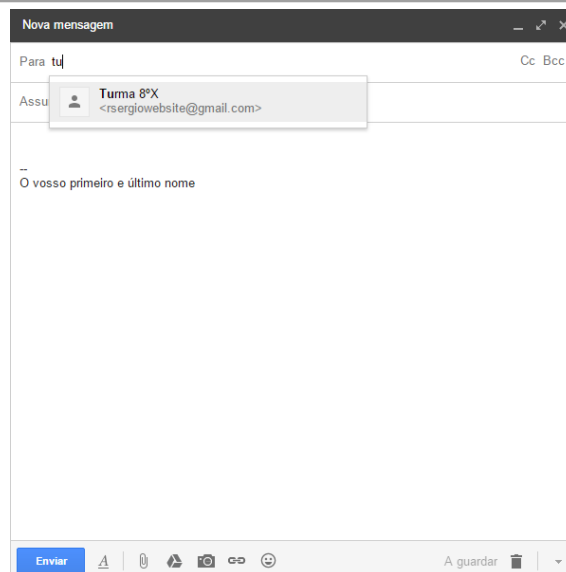 Nova mensagem
Para tu Cc Bcc
Turma 8ºX
Assu
<rsergiowebsite@gmail.com>
--
O vosso primeiro e último nome
Enviar A A guardar